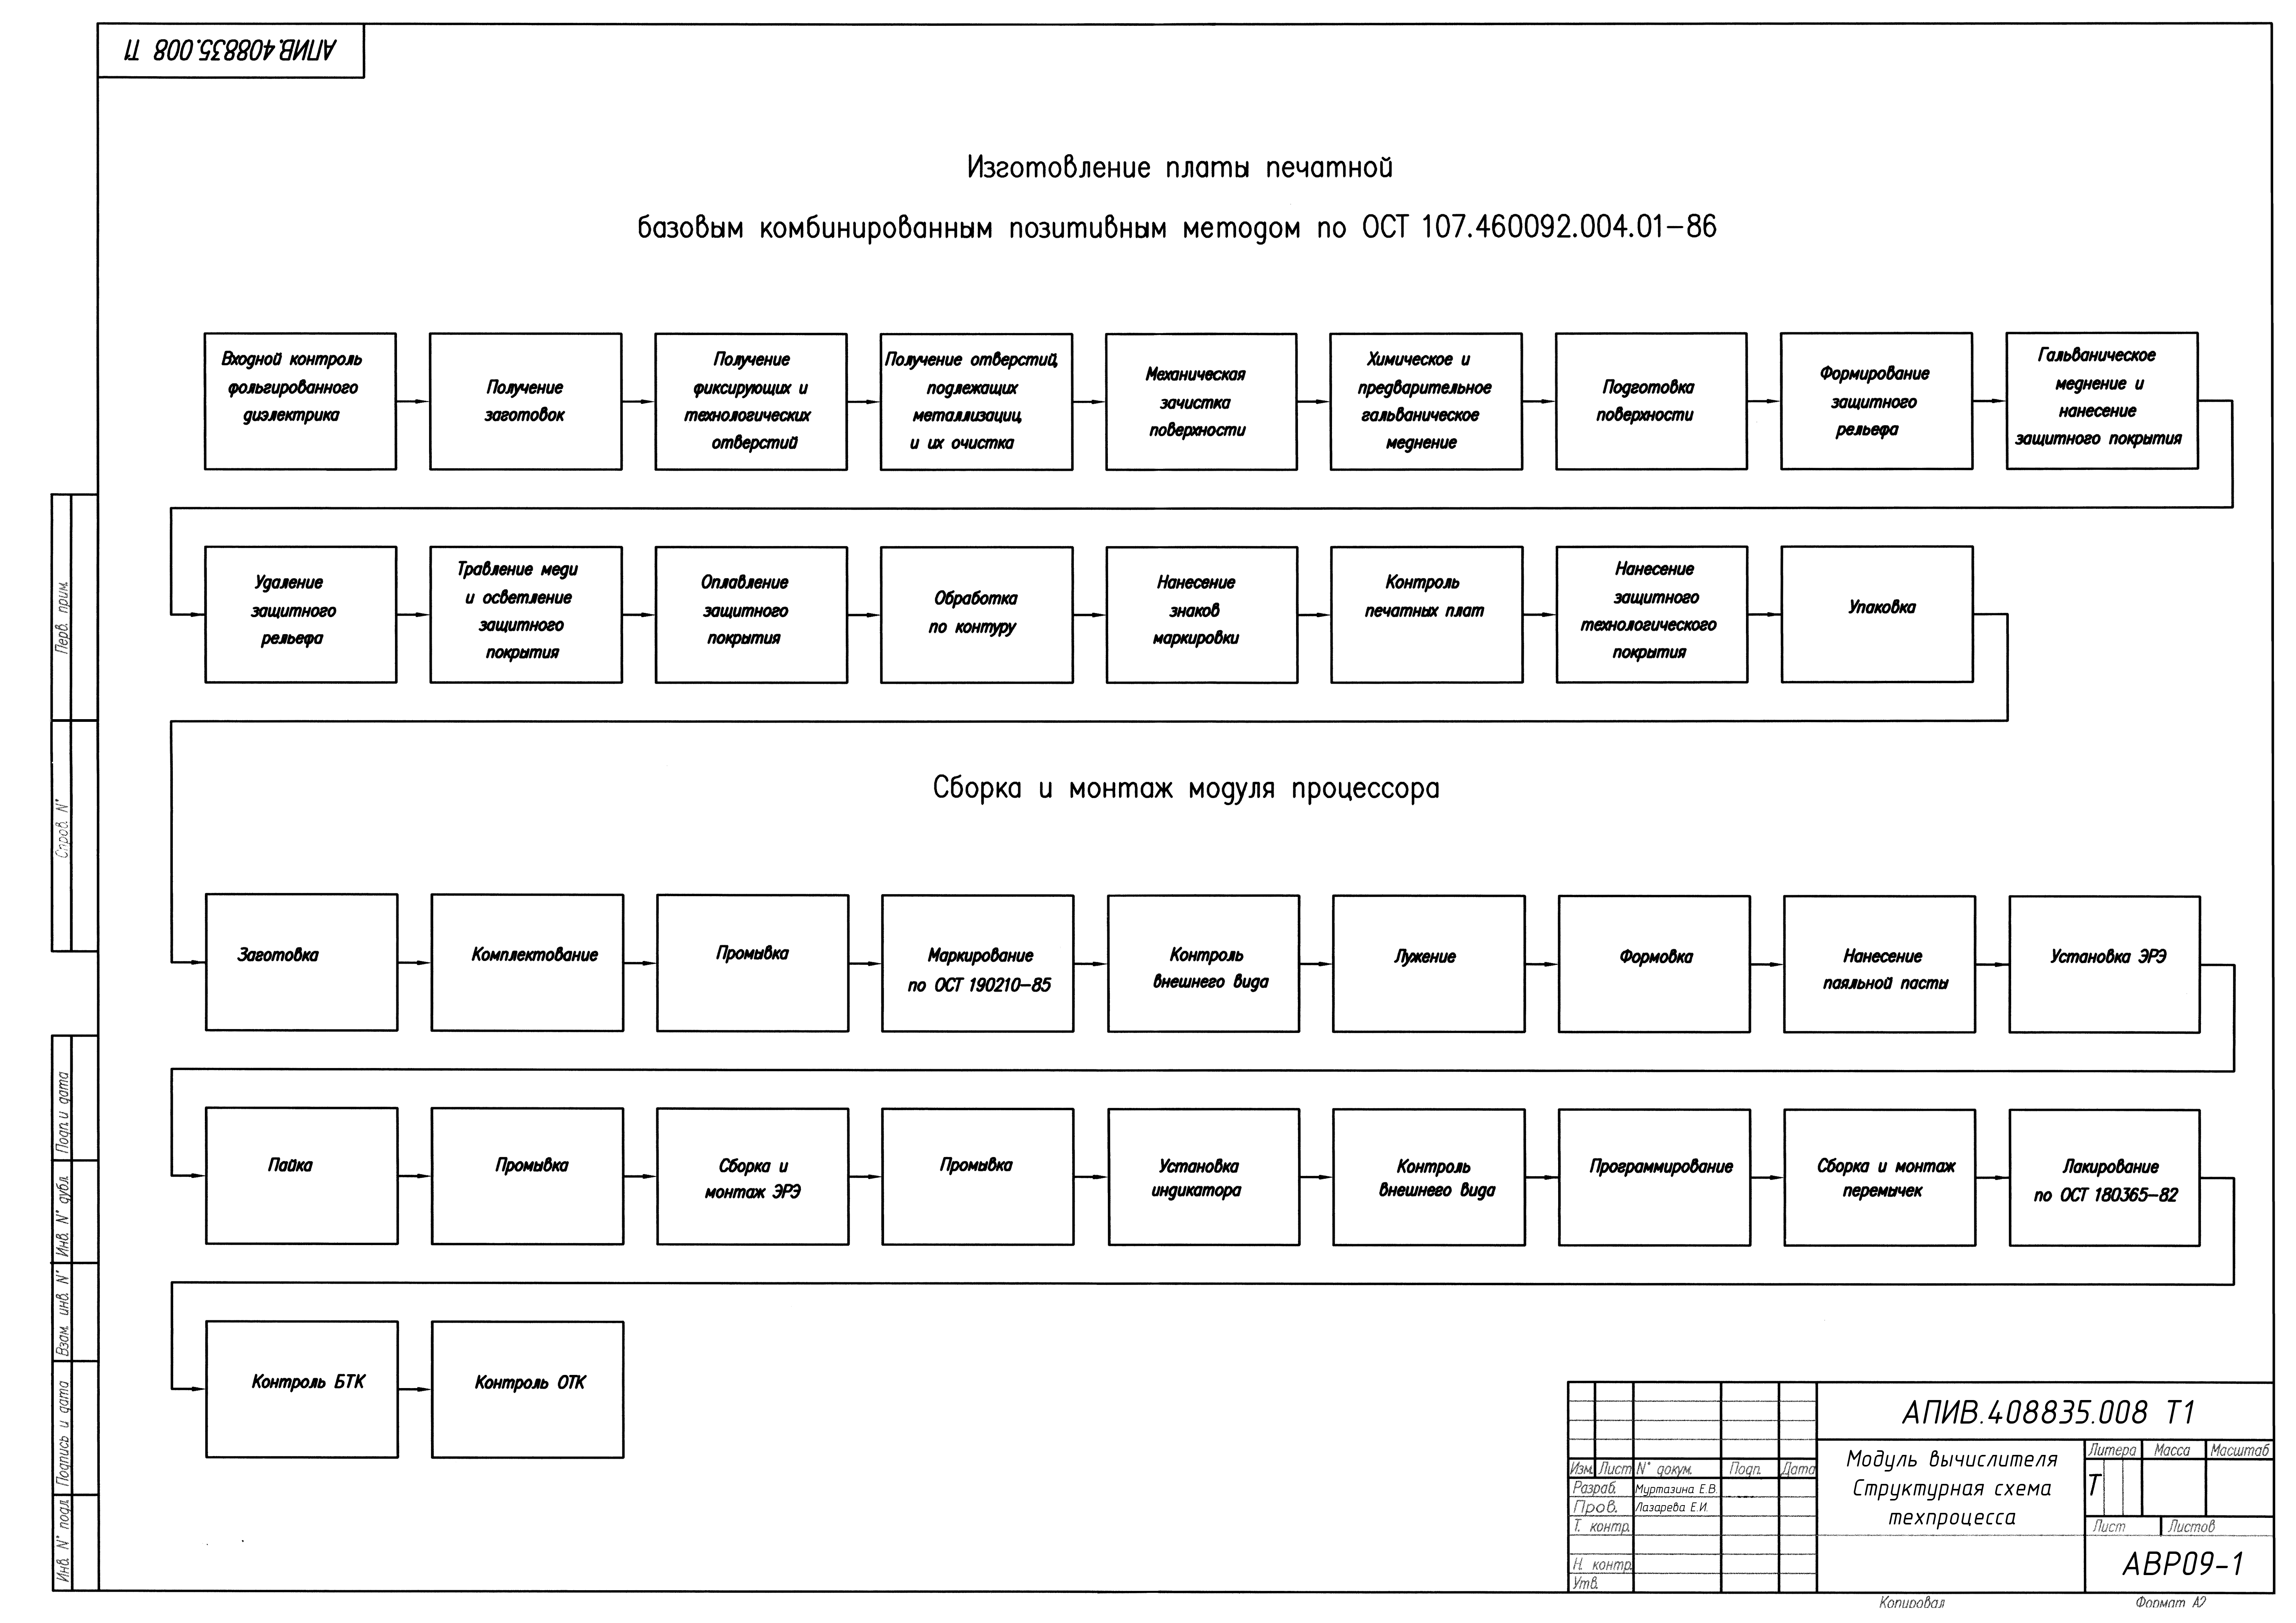 АПИВ.408835.008 Т1
Изготовление платы печатной
базовым комбинированным позитивным методом по ОСТ 107.460092.004.01-86
Входной контроль
фольгированного
диэлектрика
Получение
заготовок
Получение
фиксирующих и
технологических
отверстий
Получение отверстий,
подлежащих
металлизации,
и их очистка
Механическая
зачистка
поверхности
Химическое и
предварительное
гальваническое
меднение
Подготовка
поверхности
Формирование
защитного
рельефа
Гальваническое
меднение и
нанесение
защитного покрытия
Удаление
защитного
рельефа
Травление меди
и осветление
защитного
покрытия
Оплавление
защитного
покрытия
Обработка
по контуру
Нанесение
знаков
маркировки
Контроль
печатных плат
Нанесение
защитного
технологического
покрытия
Упаковка
Сборка и монтаж модуля процессора
Заготовка
Комплектование
Промывка
Маркирование
по ОСТ 190210-85
Контроль
внешнего вида
Лужение
Формовка
Нанесение
паяльной пасты
Установка ЭРЭ
Пайка
Промывка
Сборка и
монтаж ЭРЭ
Промывка
Установка
индикатора
Контроль
внешнего вида
Программирование
Сборка и монтаж
перемычек
Лакирование
по ОСТ 180365-82
Контроль БТК
Контроль ОТК
Перв. прим.
Справ. N°
Подп. и дата
Инв. N° дубл.
Взам. инв. N°
Подпись и дата
Инв. N° подл.
АПИВ.408835.008 Т1
Модуль вычислителя
Структурная схема
техпроцесса
Литера Масса Масштаб
Т
Лист Листов
АВР09-1
Изм. Лист N° докум. Подп. Дата
Разраб. Муртазина Е.В.
Пров. Лазарева Е.И.
Т. контр.
Н. контр.
Утв.
Копировал Формат А2